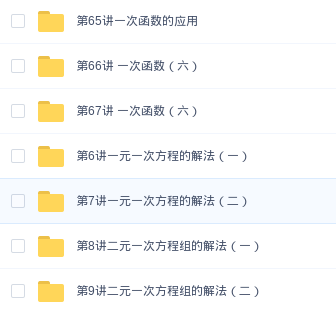 第65讲一次函数的应用
第66讲 一次函数（六）
第67讲 一次函数（六）
第6讲一元一次方程的解法（一）
第7讲一元一次方程的解法（二）
第8讲二元一次方程组的解法（一）
第9讲二元一次方程组的解法（二）